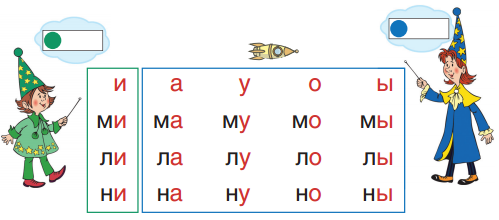 и а у о ы
ми ма му мо мы
ли ла лу ло лы
ни на ну но ны